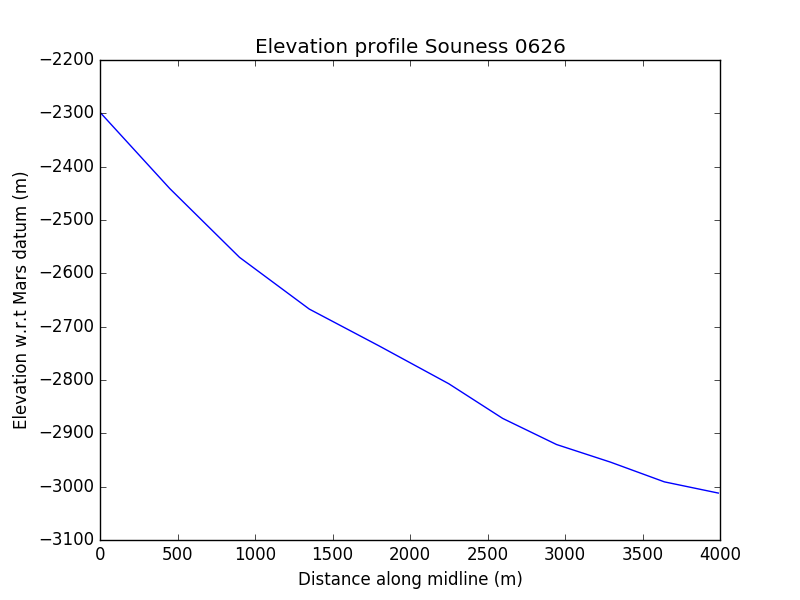 Elevation profile Souness 0626
−2200
−2300
−2400
−2500
−2600
−2700
−2800
−2900
−3000
−3100
Elevation w.r.t Mars datum (m)
0 500 1000 1500 2000 2500 3000 3500 4000
Distance along midline (m)